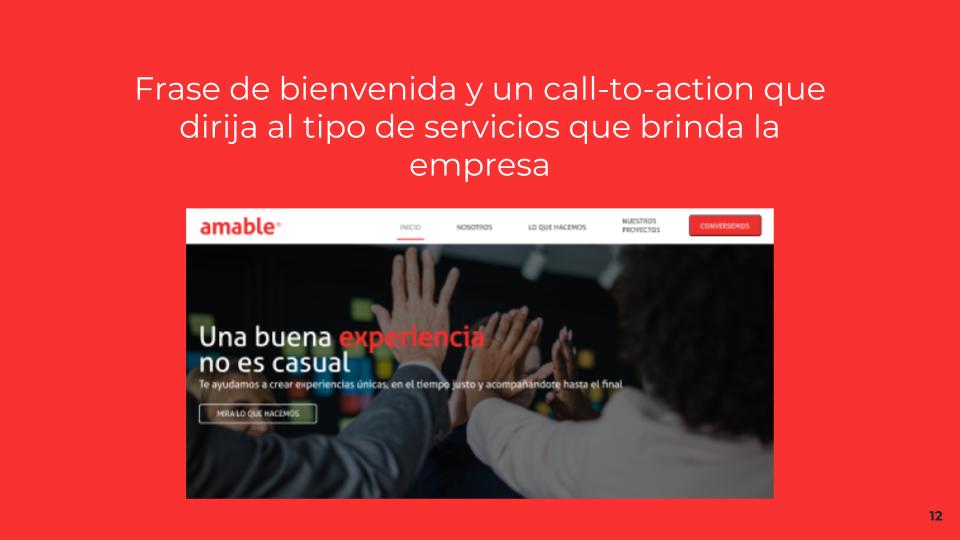 Frase de bienvenida y un call-to-action que
dirija al tipo de servicios que brinda la
empresa
amable
INICIO
NOSOTROS
LO QUE HACEMOS
NUESTROS
PROYECTOS
CONVERSEMOS
Una buena experiencia
no es casual
Te ayudamos a crear experiencias únicas, en el tiempo justo y acompañándote hasta el final
MIRA LO QUE HACEMOS
12